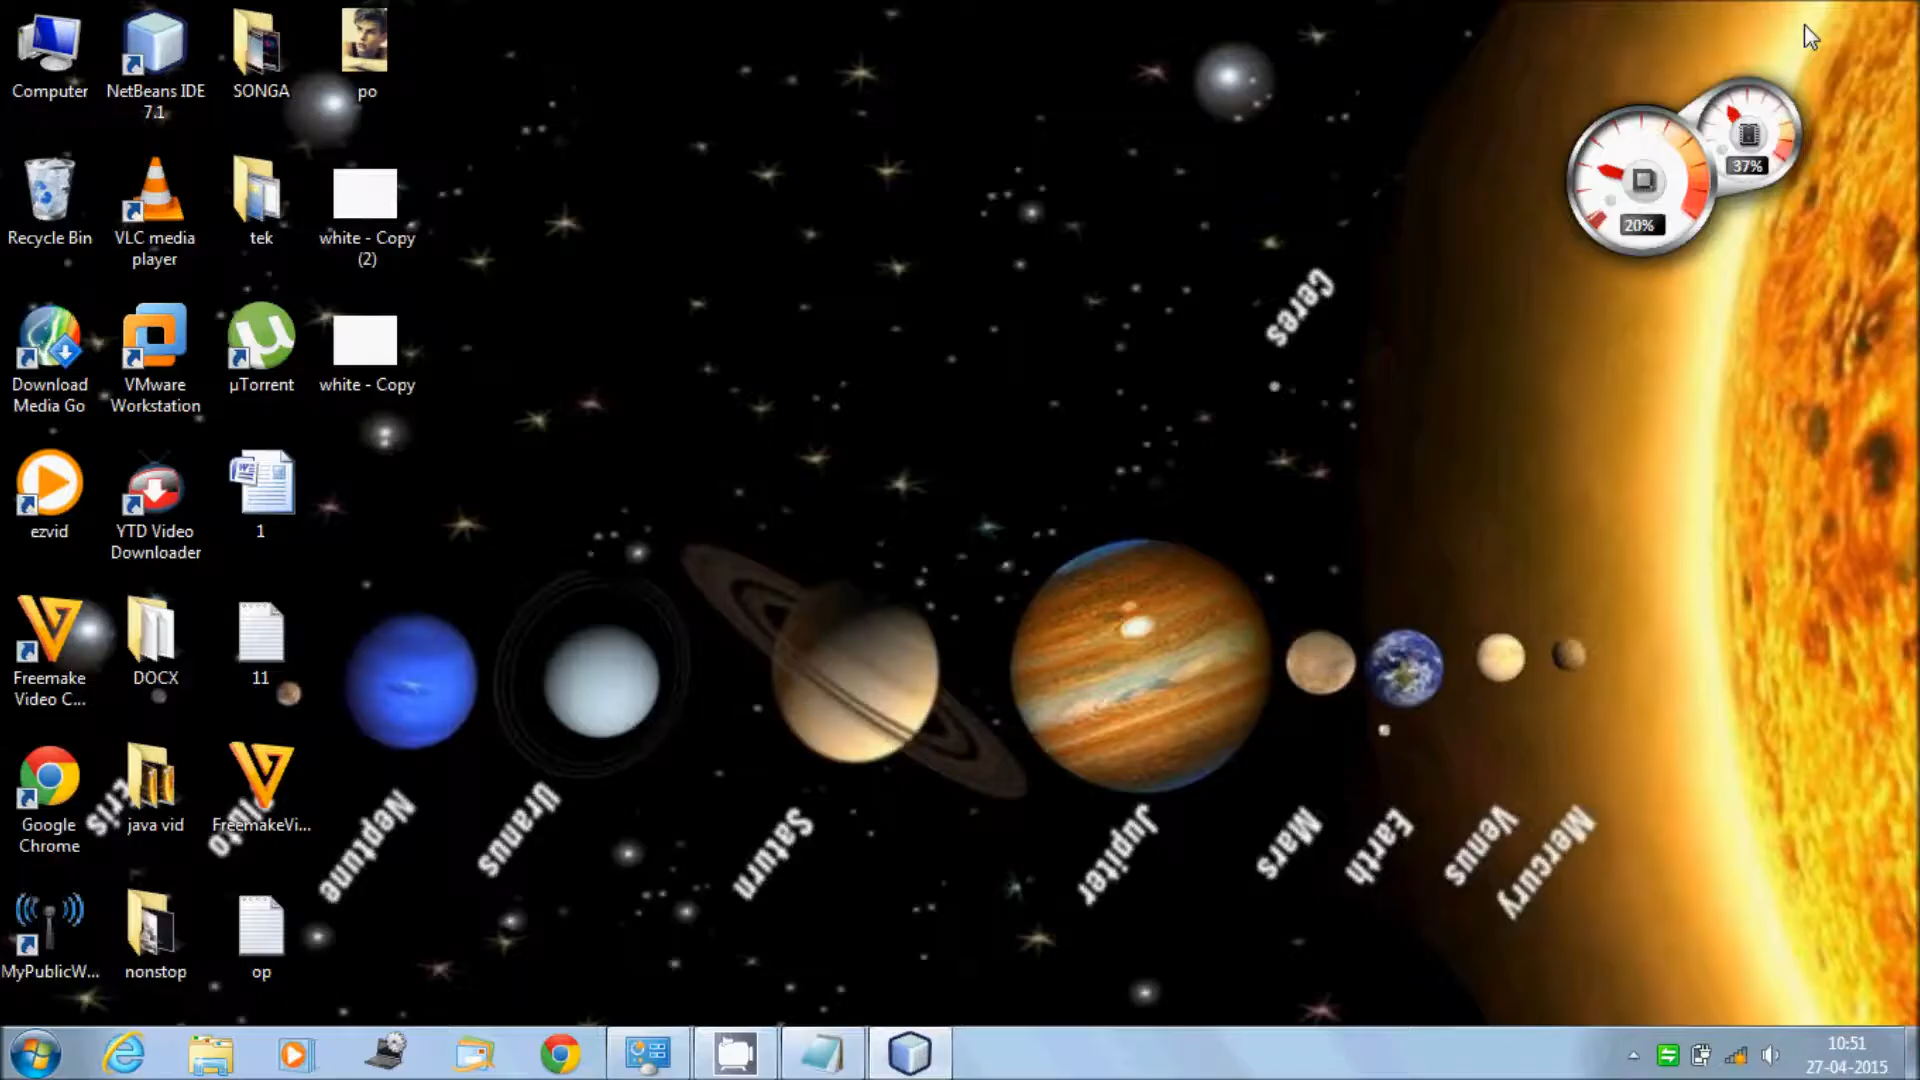 Computer
NetBeans IDE
7.1
SONGA
po
Recycle Bin
VLC media
player
tek
white - Copy
(2)
Download
Media Go
VMware
Workstation
µTorrent
white - Copy
ezvid
YTD Video
Downloader
1
Freemake
Video C...
DOCX
11
Google
Chrome
java vid
FreemakeVi...
MyPublicW...
nonstop
op
37%
20%
Ceres
Eris
Pluto
Neptune
Uranus
Saturn
Jupiter
Mars
Earth
Venus
Mercury
10:51
27-04-2015